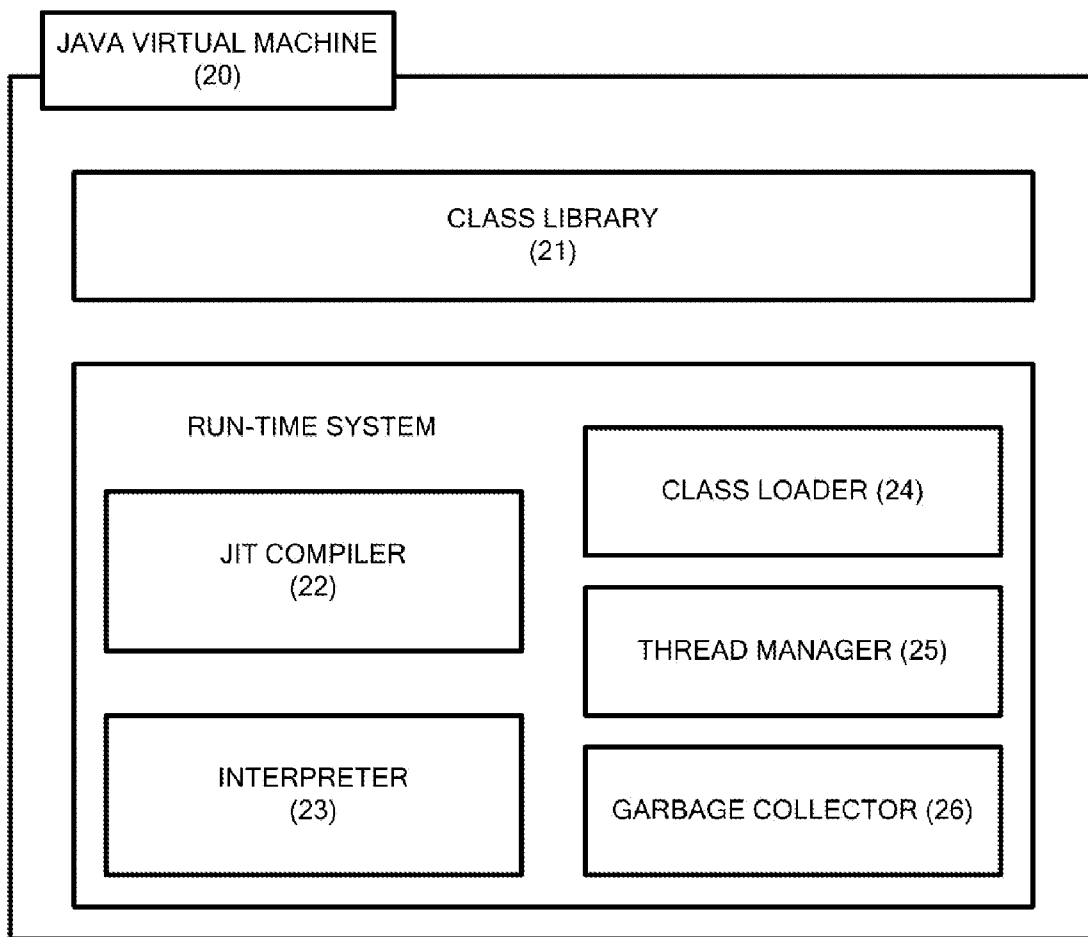 JAVA VIRTUAL MACHINE
(20)
CLASS LIBRARY
(21)
RUN-TIME SYSTEM
JIT COMPILER
(22)
INTERPRETER
(23)
CLASS LOADER (24)
THREAD MANAGER (25)
GARBAGE COLLECTOR (26)